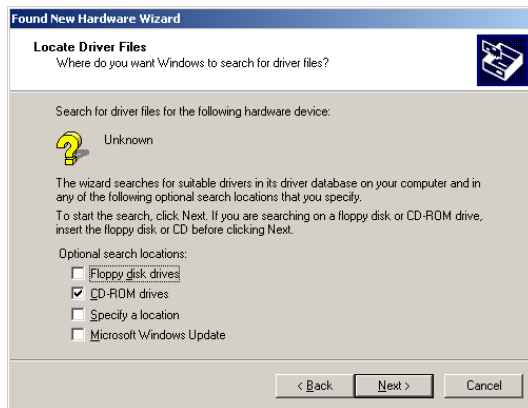 Found New Hardware Wizard
Locate Driver Files
Where do you want Windows to search for driver files?
Search for driver files for the following hardware device:
Unknown
The wizard searches for suitable drivers in its driver database on your computer and in
any of the following optional search locations that you specify.
To start the search, click Next. If you are searching on a floppy disk or CD-ROM drive,
insert the floppy disk or CD before clicking Next.
Optional search locations:
Floppy disk drives
CD-ROM drives
Specify a location
Microsoft Windows Update
< Back Next > Cancel